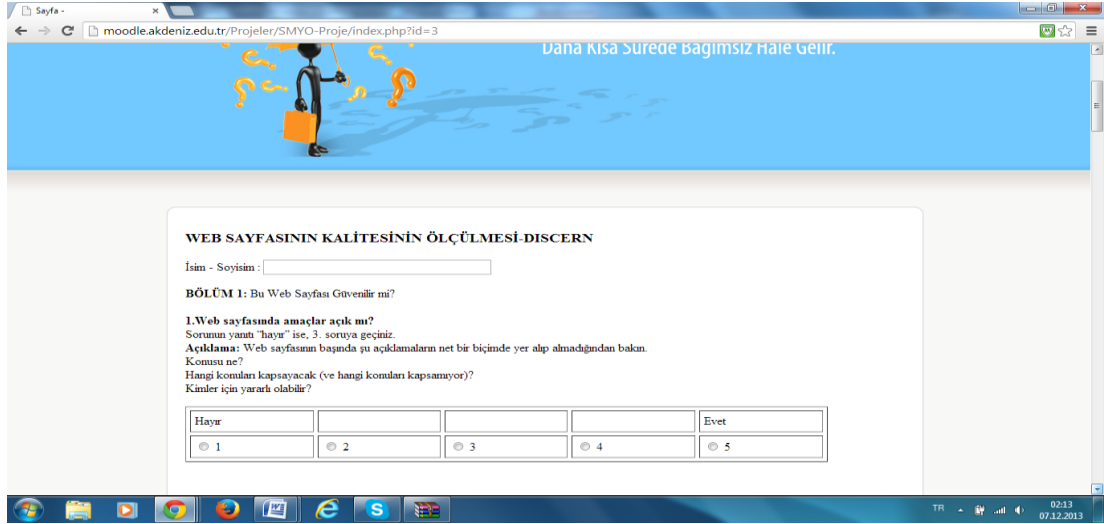 Sayfa -
moodle.akdeniz.edu.tr/Projeler/SMYO-Proje/index.php?id=3
Daha Kısa Sürede Bağımsız Hale Gelir.
WEB SAYFASININ KALİTESİNİN ÖLÇÜLMESİ-DISCERN
İsim - Soyisim :
BÖLÜM 1: Bu Web Sayfası Güvenilir mi?
1.Web sayfasında amaçlar açık mı?
Sorunun yanıtı "hayır" ise, 3. soruya geçiniz.
Açıklama: Web sayfasının başında şu açıklamaların net bir biçimde yer alıp almadığından bakın.
Konusu ne?
Hangi konuları kapsayacak (ve hangi konuları kapsamıyor)?
Kimler için yararlı olabilir?
Hayır Evet
1 2 3 4 5
TR 02:13
07.12.2013